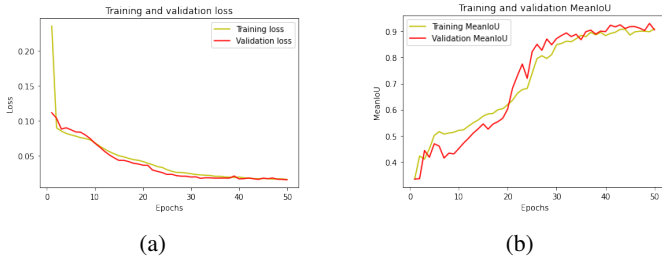 Training and validation loss
Training loss
Validation loss
Loss
0.20
0.15
0.10
0.05
0 10 20 30 40 50
Epochs
(a)
Training and validation MeanIoU
Training MeanIoU
Validation MeanIoU
MeanIoU
0.9
0.8
0.7
0.6
0.5
0.4
0 10 20 30 40 50
Epochs
(b)